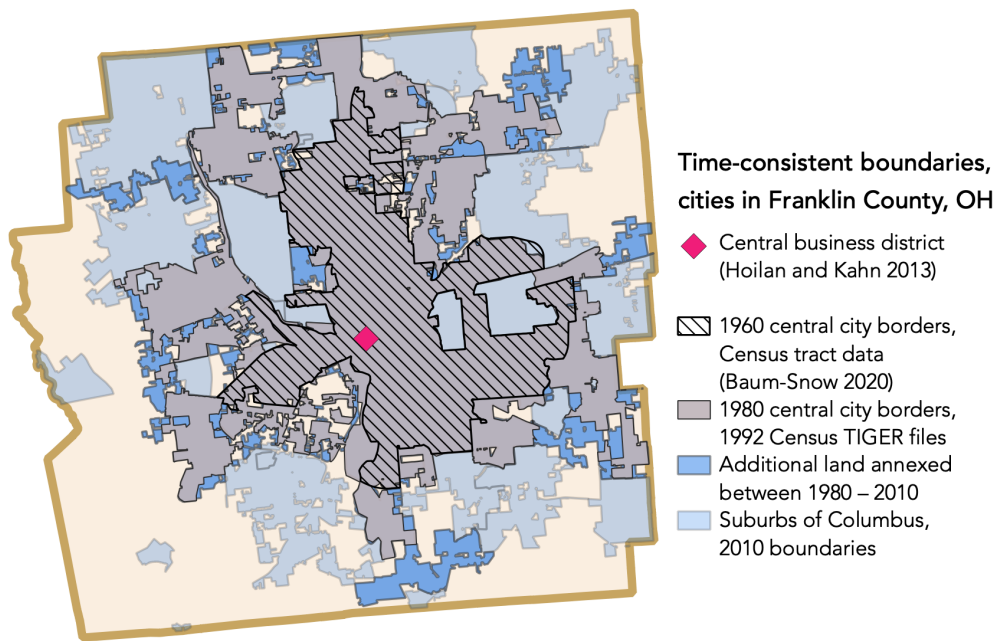 Time-consistent boundaries,
cities in Franklin County, OH
Central business district
(Hoilan and Kahn 2013)
1960 central city borders,
Census tract data
(Baum-Snow 2020)
1980 central city borders,
1992 Census TIGER files
Additional land annexed
between 1980 – 2010
Suburbs of Columbus,
2010 boundaries